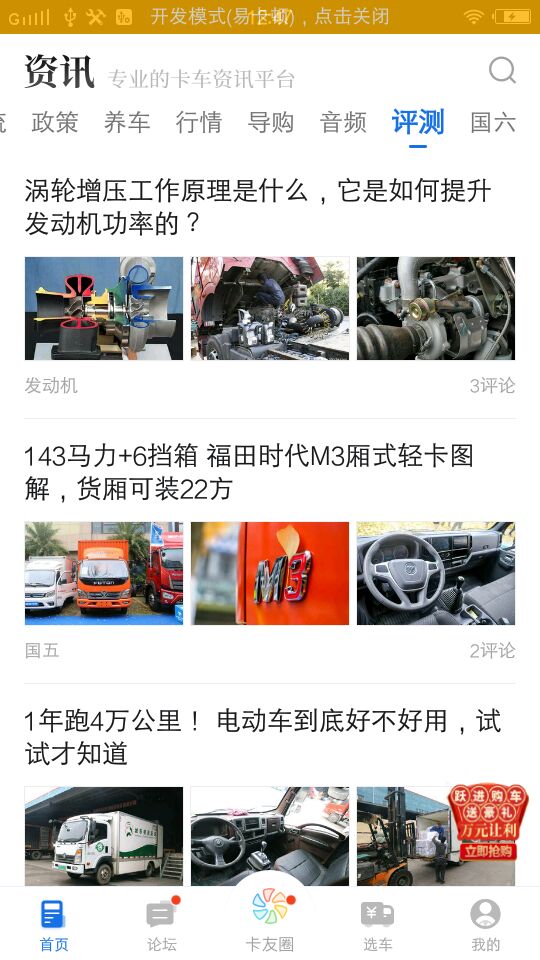 开发模式(易卡顿)，点击关闭
资讯 专业的卡车资讯平台
政策 养车 行情 导购 音频 评测 国六
涡轮增压工作原理是什么，它是如何提升
发动机功率的？
发动机 3评论
143马力+6挡箱 福田时代M3厢式轻卡图
解，货厢可装22方
FOTON
M3
国五 2评论
1年跑4万公里！ 电动车到底好不好用，试
试才知道
跃进购车
送豪礼
万元让利
立即抢购
首页 论坛 卡友圈 选车 我的